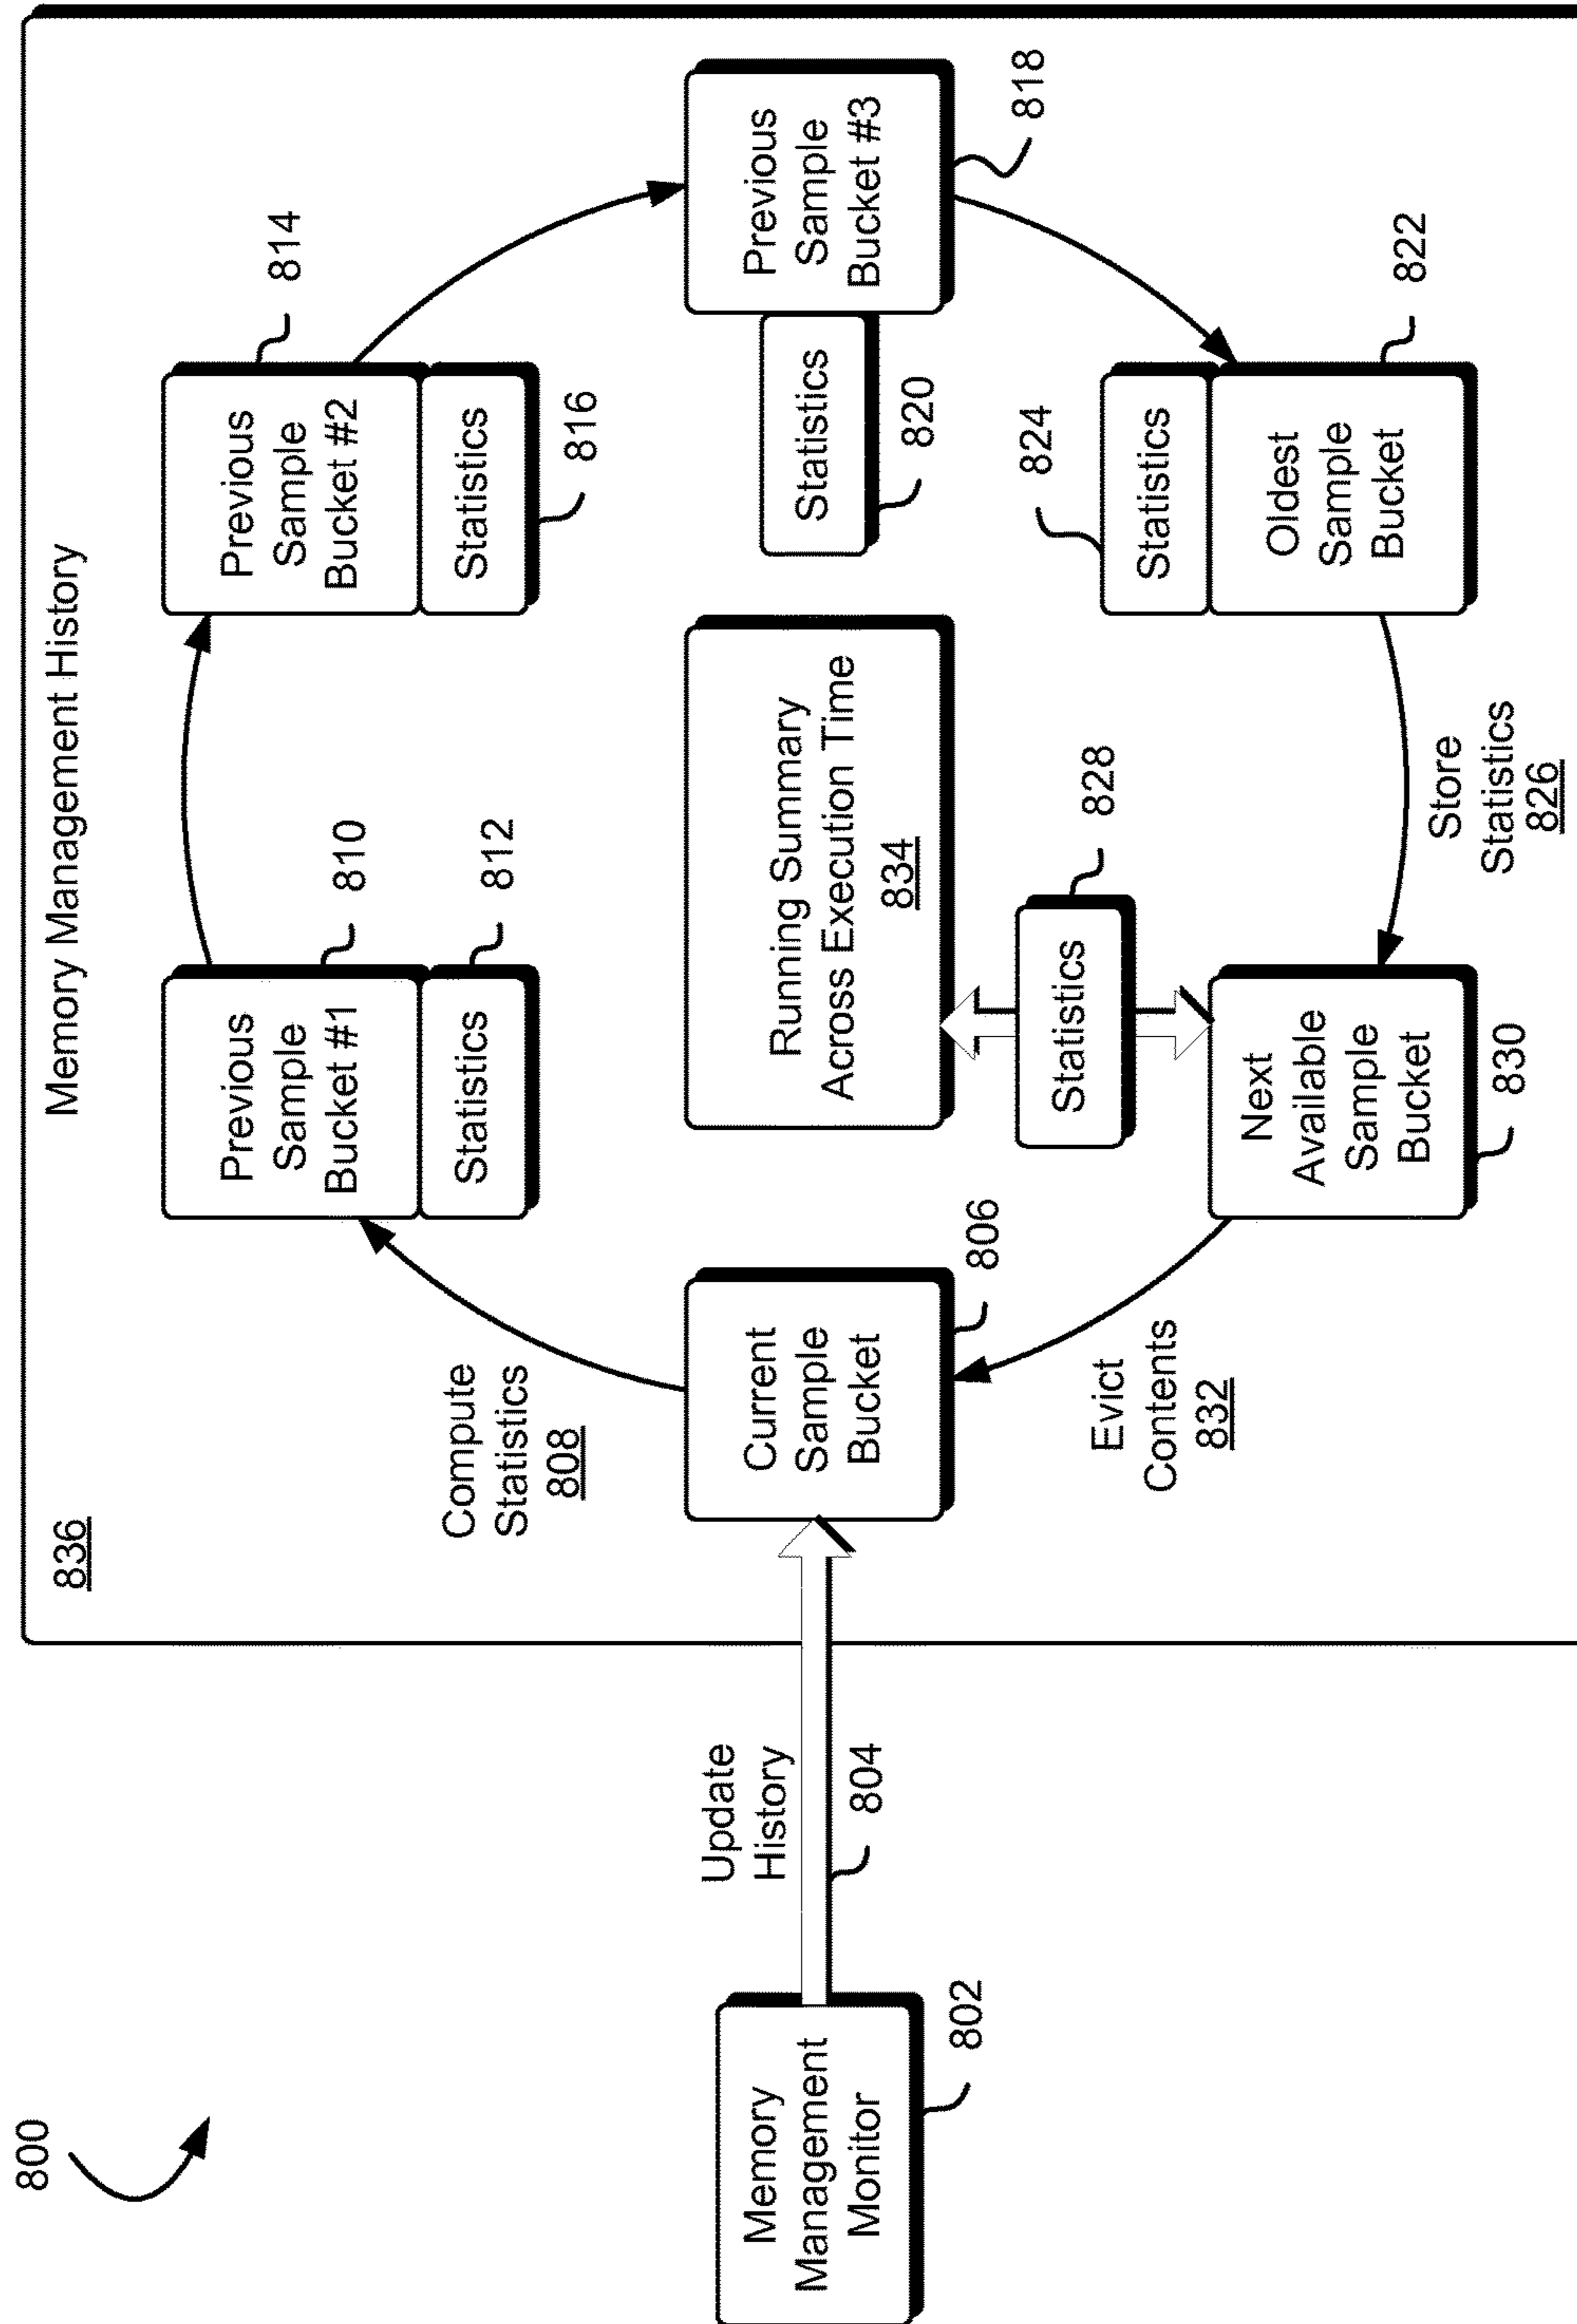 800
Memory
Management
Monitor
802
Update
History
804
836
Memory Management History
Current
Sample
Bucket
806
Compute
Statistics
808
Previous
Sample
Bucket #1
810
Statistics
812
Previous
Sample
Bucket #2
814
Statistics
816
Previous
Sample
Bucket #3
818
Statistics
820
Statistics
824
Oldest
Sample
Bucket
822
Store
Statistics
826
Running Summary
Across Execution Time
834
Statistics
828
Next
Available
Sample
Bucket
830
Evict
Contents
832